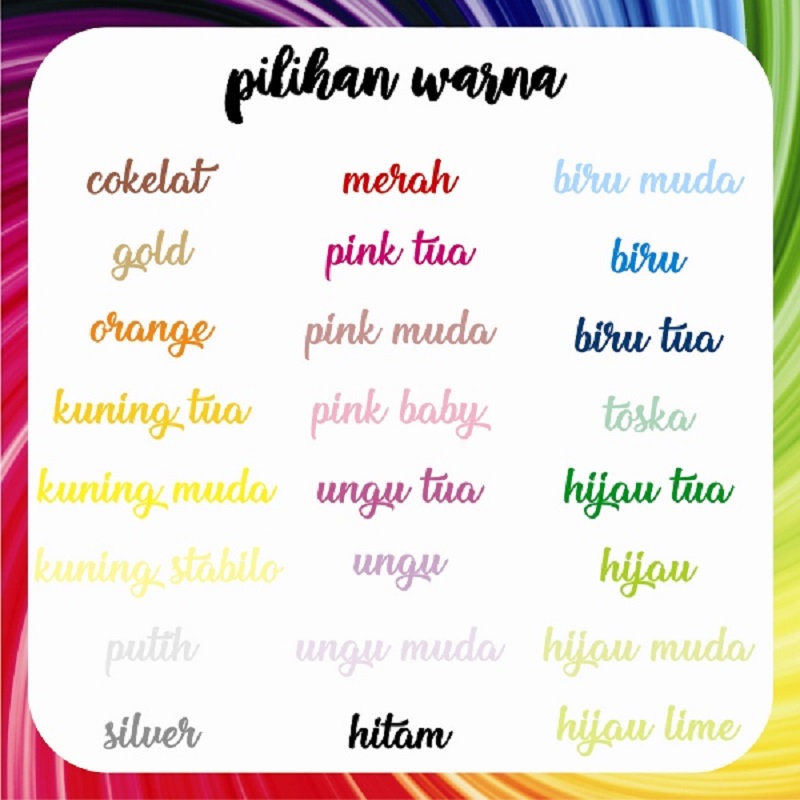 pilihan warna
cokelat merah biru muda
gold pink tua biru
orange pink muda biru tua
kuning tua pink baby toska
kuning muda ungu tua hijau tua
kuning stabilo ungu hijau
putih ungu muda hijau muda
silver hitam hijau lime